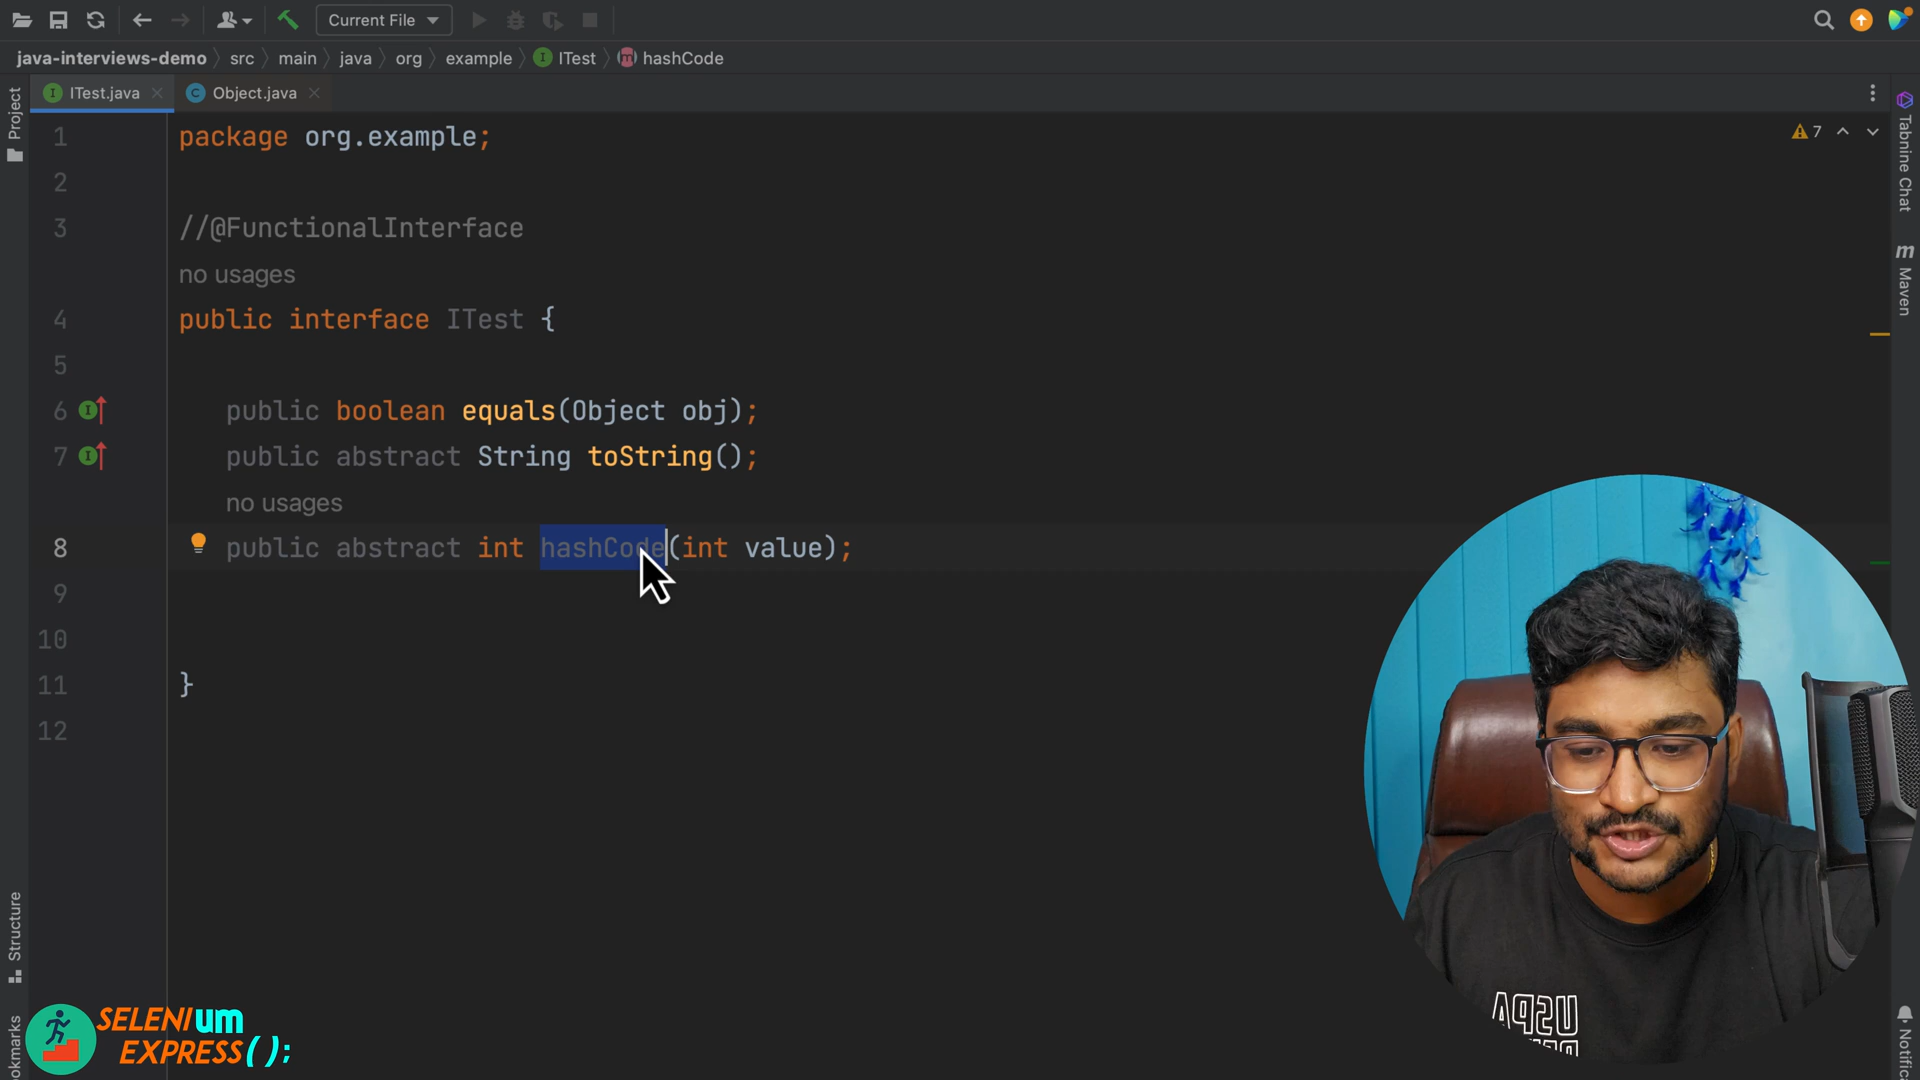 Current File
java-interviews-demo src main java org example ITest hashCode
ITest.java Object.java
Project
1 package org.example;
7
2
3 //@FunctionalInterface
no usages
4 public interface ITest {
5
6 public boolean equals(Object obj);
7 public abstract String toString();
no usages
8 public abstract int hashCode(int value);
9
10
11 }
12
Tabnine Chat
m Maven
Structure
SELENIum
EXPRESS();
USPA